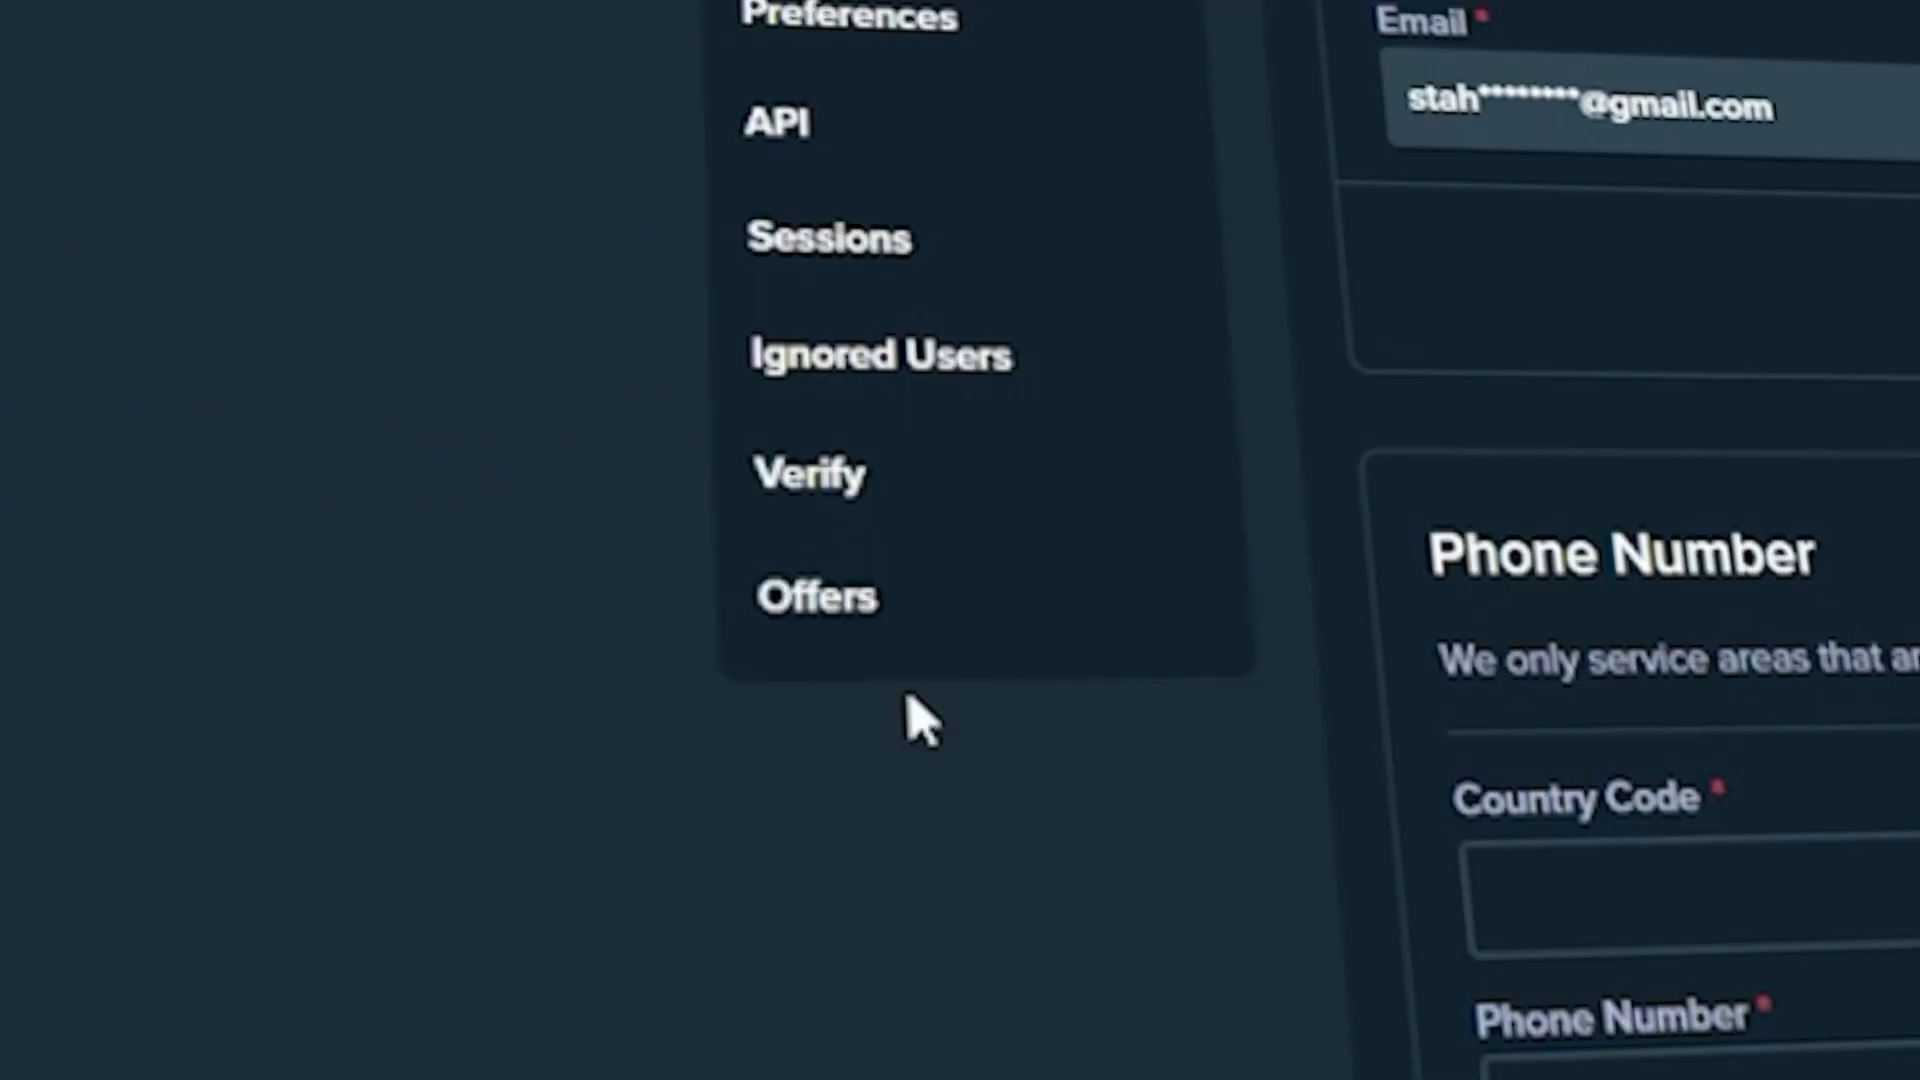 Preferences
API
Sessions
Ignored Users
Verify
Offers
Email *
stah********@gmail.com
Phone Number
We only service areas that
Country Code *
Phone Number *